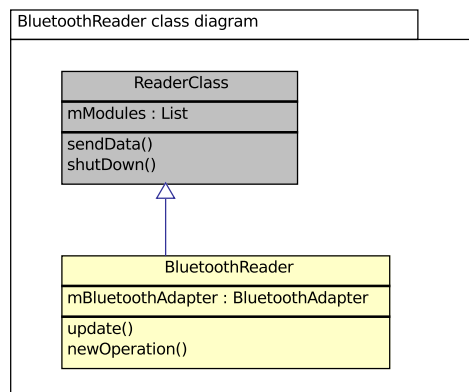 BluetoothReader class diagram
ReaderClass
mModules : List
sendData()
shutDown()
BluetoothReader
mBluetoothAdapter : BluetoothAdapter
update()
newOperation()